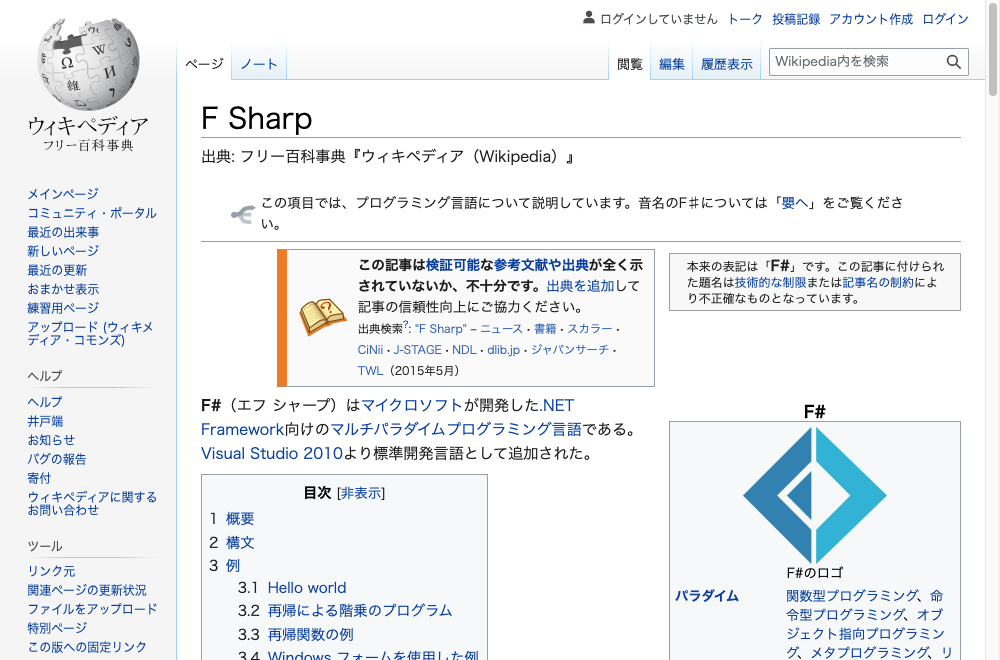 ログインしていません トーク 投稿記録 アカウント作成 ログイン
ページ ノート 閲覧 編集 履歴表示 Wikipedia内を検索
ウィキペディア
フリー百科事典
メインページ
コミュニティ・ポータル
最近の出来事
新しいページ
最近の更新
おまかせ表示
練習用ページ
アップロード (ウィキメ
ディア・コモンズ)
ヘルプ
ヘルプ
井戸端
お知らせ
バグの報告
寄付
ウィキペディアに関する
お問い合わせ
ツール
リンク元
関連ページの更新状況
ファイルをアップロード
特別ページ
この版への固定リンク
F Sharp
出典: フリー百科事典『ウィキペディア（Wikipedia）』
この項目では、プログラミング言語について説明しています。音名のF♯については「嬰ヘ」をご覧くださ
い。
この記事は検証可能な参考文献や出典が全く示
されていないか、不十分です。出典を追加して
記事の信頼性向上にご協力ください。
出典検索?: "F Sharp" – ニュース · 書籍 · スカラー ·
CiNii · J-STAGE · NDL · dlib.jp · ジャパンサーチ ·
TWL（2015年5月）
本来の表記は「F#」です。この記事に付けられ
た題名は技術的な制限または記事名の制約によ
り不正確なものとなっています。
F#（エフ シャープ）はマイクロソフトが開発した.NET
Framework向けのマルチパラダイムプログラミング言語である。
Visual Studio 2010より標準開発言語として追加された。
目次 [非表示]
1 概要
2 構文
3 例
3.1 Hello world
3.2 再帰による階乗のプログラム
3.3 再帰関数の例
3.4 Windows フォームを使用した例
F#
F#のロゴ
パラダイム 関数型プログラミング、命
令型プログラミング、オブ
ジェクト指向プログラミン
グ、メタプログラミング、リ